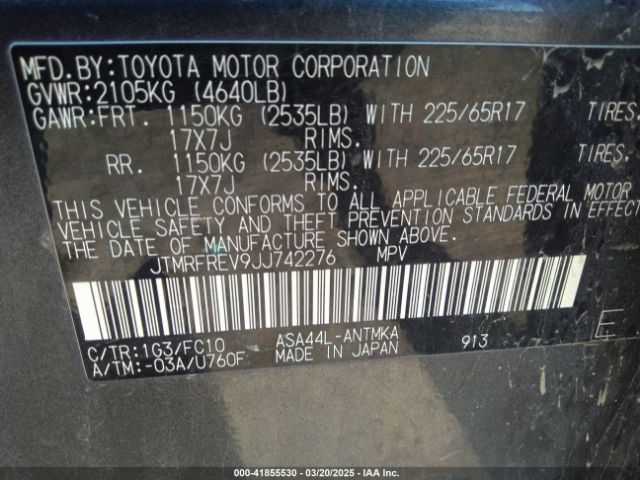 MFD.BY:TOYOTA MOTOR CORPORATION
GVWR:2105KG (4640LB)
GAWR:FRT. 1150KG (2535LB) WITH 225/65R17 TIRES,
17X7J RIMS.
RR. 1150KG (2535LB) WITH 225/65R17 TIRES,
17X7J RIMS.
THIS VEHICLE CONFORMS TO ALL APPLICABLE FEDERAL MOTOR
VEHICLE SAFETY AND THEFT PREVENTION STANDARDS IN EFFECT
THE DATE OF MANUFACTURE SHOWN ABOVE.
JTMRFREV9JJ742276 MPV
C/TR:1G3/FC10 ASA44L-ANTMKA 913 E
A/TM:-03A/U760F MADE IN JAPAN
000-41855530 - 03/20/2025 - IAA Inc.